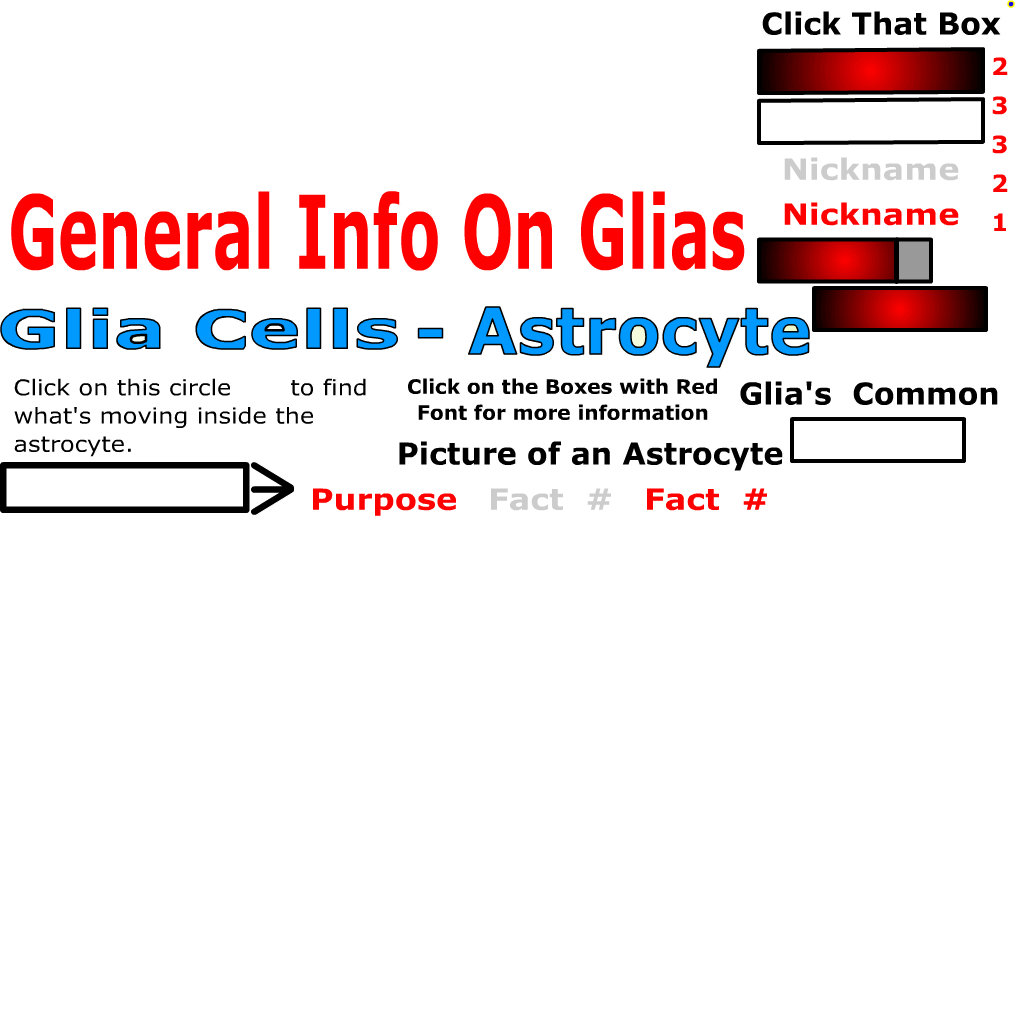 Click That Box
2
3
3
Nickname
2
Nickname
1
General Info On Glias
Glia Cells - Astrocyte
Click on this circle to find
what's moving inside the
astrocyte.
Click on the Boxes with Red
Font for more information
Glia's Common
Picture of an Astrocyte
Purpose Fact # Fact #